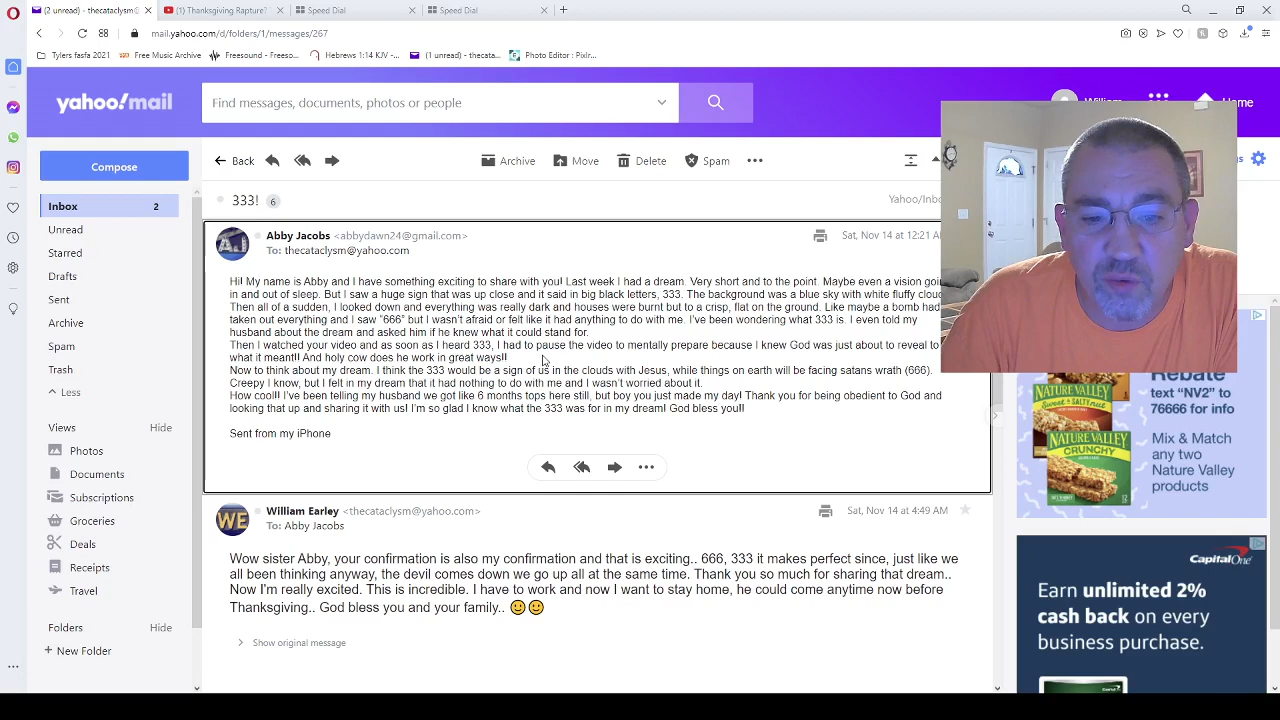 (2 unread) - thecataclysm
(1) Thanksgiving Rapture?
Speed Dial
Speed Dial
mail.yahoo.com/d/folders/1/messages/267
Tylers fasfa 2021
Free Music Archive
Freesound - Freeso...
Hebrews 1:14 KJV -...
(1 unread) - thecata...
Photo Editor : Pixlr...
yahoo!mail
Find messages, documents, photos or people
Home
Compose
Back
Archive
Move
Delete
Spam
Inbox 2
Unread
Starred
Drafts
Sent
Archive
Spam
Trash
Less
Views Hide
Photos
Documents
Subscriptions
Groceries
Deals
Receipts
Travel
Folders Hide
New Folder
333! 6
Yahoo/Inbo
Abby Jacobs <abbydawn24@gmail.com>
Sat, Nov 14 at 12:21 A
To: thecataclysm@yahoo.com
Hi! My name is Abby and I have something exciting to share with you! Last week I had a dream. Very short and to the point. Maybe even a vision goin
in and out of sleep. But I saw a huge sign that was up close and it said in big black letters, 333. The background was a blue sky with white fluffy cloud
Then all of a sudden, I looked down and everything was really dark and houses were burnt but to a crisp, flat on the ground. Like maybe a bomb had
taken out everything and I saw "666" but I wasn't afraid or felt like it had anything to do with me. I've been wondering what 333 is. I even told my
husband about the dream and asked him if he knew what it could stand for.
Then I watched your video and as soon as I heard 333, I had to pause the video to mentally prepare because I knew God was just about to reveal to
what it meant!! And holy cow does he work in great ways!!
Now to think about my dream. I think the 333 would be a sign of us in the clouds with Jesus, while things on earth will be facing satans wrath (666).
Creepy I know, but I felt in my dream that it had nothing to do with me and I wasn't worried about it.
How cool!! I've been telling my husband we got like 6 months tops here still, but boy you just made my day! Thank you for being obedient to God and
looking that up and sharing it with us! I'm so glad I know what the 333 was for in my dream! God bless you!!
Sent from my iPhone
William Earley <thecataclysm@yahoo.com>
Sat, Nov 14 at 4:49 AM
To: Abby Jacobs
Wow sister Abby, your confirmation is also my confirmation and that is exciting.. 666, 333 it makes perfect since, just like we
all been thinking anyway, the devil comes down we go up all at the same time. Thank you so much for sharing that dream..
Now I'm really excited. This is incredible. I have to work and now I want to stay home, he could come anytime now before
Thanksgiving.. God bless you and your family..
Show original message
Rebate
text "NV2" to
76666 for info
Mix & Match
any two
Nature Valley
products
NATURE VALLEY
Sweet & SALTY nut
NATURE VALLEY
CRUNCHY
Capital One
Earn unlimited 2%
cash back on every
business purchase.